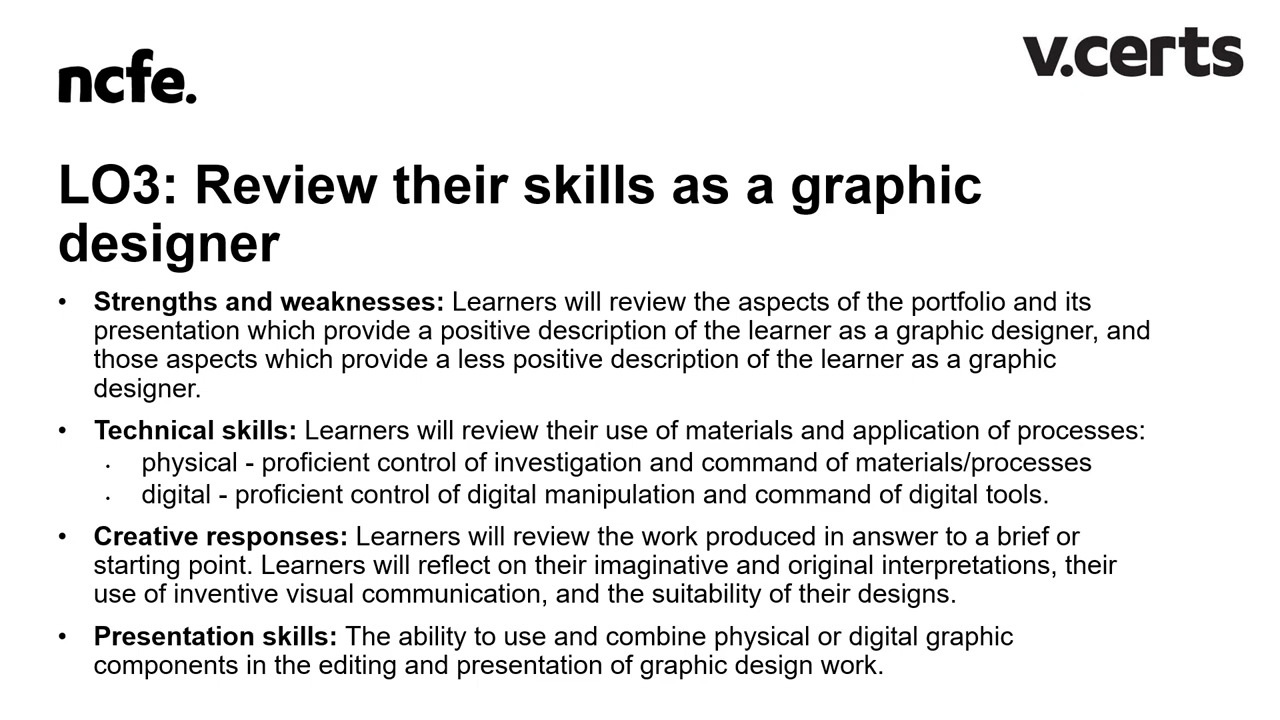 ncfe.
v.certs
LO3: Review their skills as a graphic
designer
• Strengths and weaknesses: Learners will review the aspects of the portfolio and its
presentation which provide a positive description of the learner as a graphic designer, and
those aspects which provide a less positive description of the learner as a graphic
designer.
• Technical skills: Learners will review their use of materials and application of processes:
· physical - proficient control of investigation and command of materials/processes
· digital - proficient control of digital manipulation and command of digital tools.
• Creative responses: Learners will review the work produced in answer to a brief or
starting point. Learners will reflect on their imaginative and original interpretations, their
use of inventive visual communication, and the suitability of their designs.
• Presentation skills: The ability to use and combine physical or digital graphic
components in the editing and presentation of graphic design work.